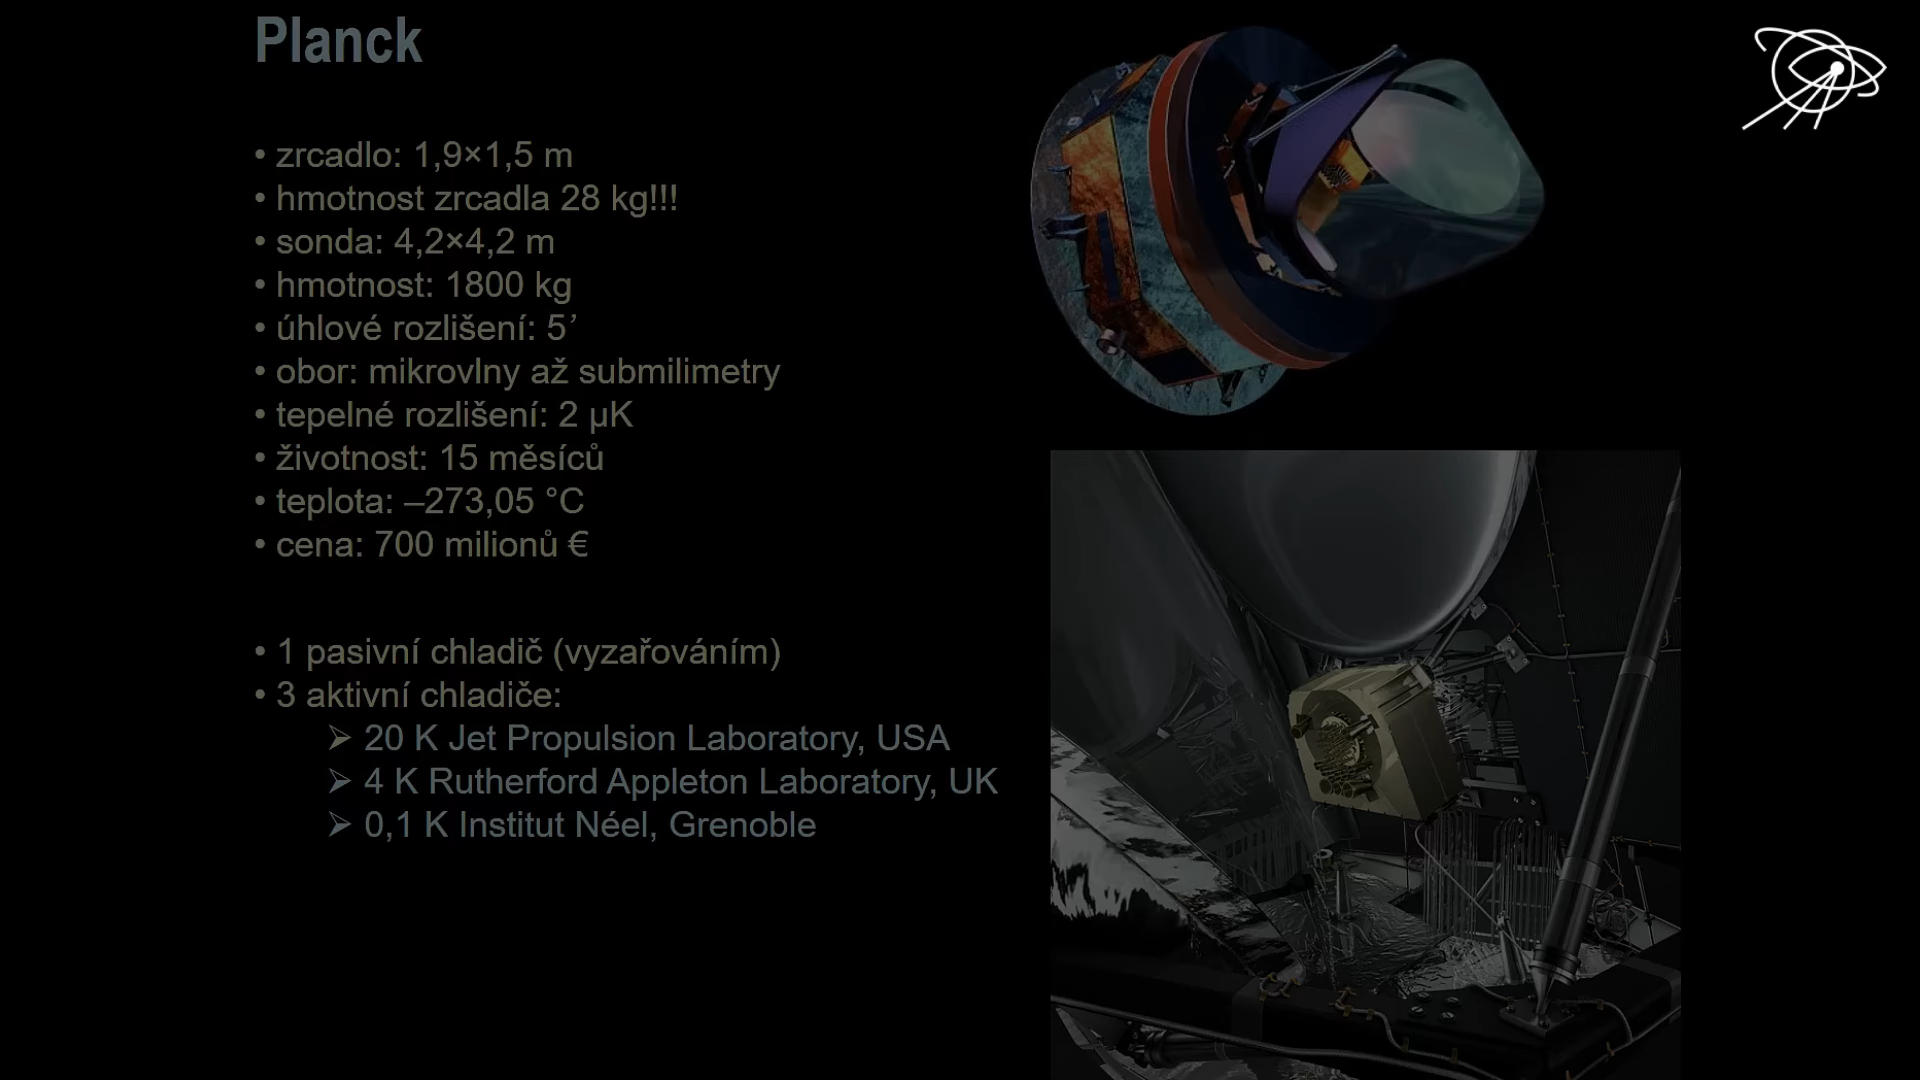 Planck
• zrcadlo: 1,9×1,5 m
• hmotnost zrcadla 28 kg!!!
• sonda: 4,2×4,2 m
• hmotnost: 1800 kg
• úhlové rozlišení: 5’
• obor: mikrovlny až submilimetry
• tepelné rozlišení: 2 μK
• životnost: 15 měsíců
• teplota: –273,05 °C
• cena: 700 milionů €
• 1 pasivní chladič (vyzařováním)
• 3 aktivní chladiče:
➢ 20 K Jet Propulsion Laboratory, USA
➢ 4 K Rutherford Appleton Laboratory, UK
➢ 0,1 K Institut Néel, Grenoble